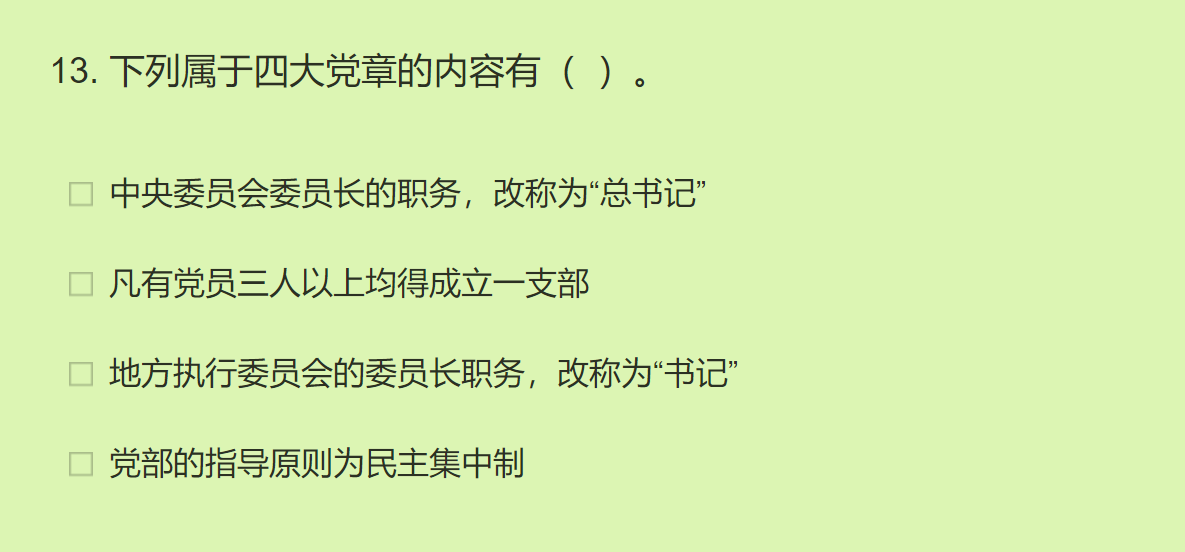 13. 下列属于四大党章的内容有（  ）。
中央委员会委员长的职务，改称为“总书记”
凡有党员三人以上均得成立一支部
地方执行委员会的委员长职务，改称为“书记”
党部的指导原则为民主集中制